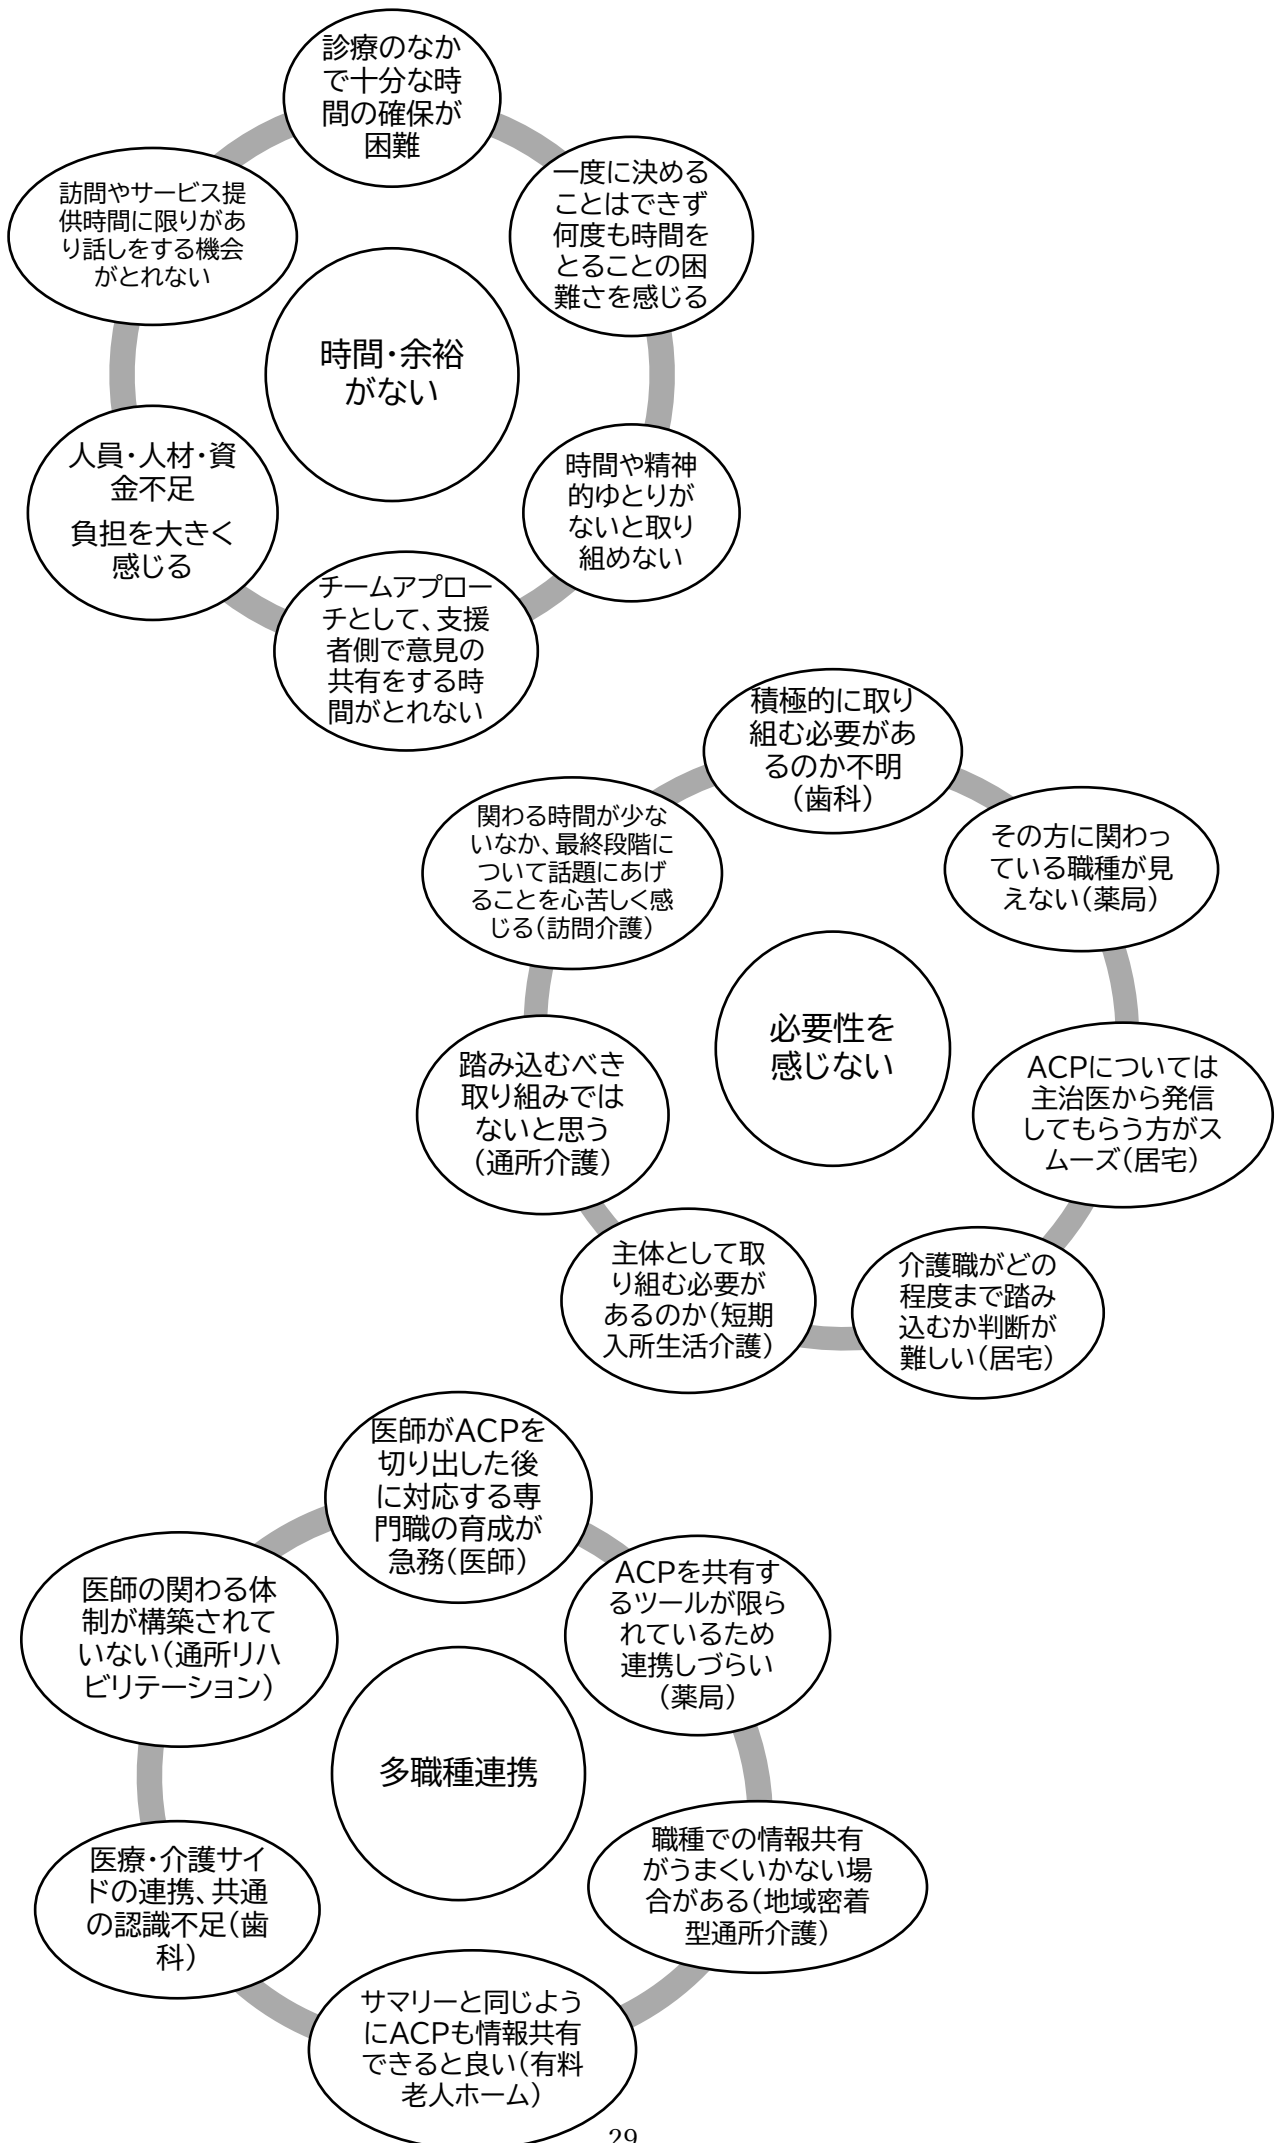 診療のなか
で十分な時
間の確保が
困難
一度に決める
ことはできず
何度も時間を
とることの困
難さを感じる
時間や精神
的ゆとりが
ないと取り
組めない
チームアプロー
チとして、支援
者側で意見の
共有をする時
間がとれない
人員・人材・資
金不足
負担を大きく
感じる
訪問やサービス提
供時間に限りがあ
り話しをする機会
がとれない
時間・余裕
がない
積極的に取り
組む必要があ
るのか不明
（歯科）
その方に関わっ
ている職種が見
えない（薬局）
ACPについては
主治医から発信
してもらう方がス
ムーズ（居宅）
介護職がどの
程度まで踏み
込むか判断が
難しい（居宅）
主体として取
り組む必要が
あるのか（短期
入所生活介護）
踏み込むべき
取り組みでは
ないと思う
（通所介護）
関わる時間が少な
いなか、最終段階に
ついて話題にあげ
ることを心苦しく感
じる（訪問介護）
必要性を
感じない
医師がACPを
切り出した後
に対応する専
門職の育成が
急務（医師）
ACPを共有す
るツールが限ら
れているため
連携しづらい
（薬局）
職種での情報共有
がうまくいかない場
合がある（地域密着
型通所介護）
サマリーと同じよう
にACPも情報共有
できると良い（有料
老人ホーム）
医療・介護サイ
ドの連携、共通
の認識不足（歯
科）
医師の関わる体
制が構築されて
いない（通所リハ
ビリテーション）
多職種連携
29